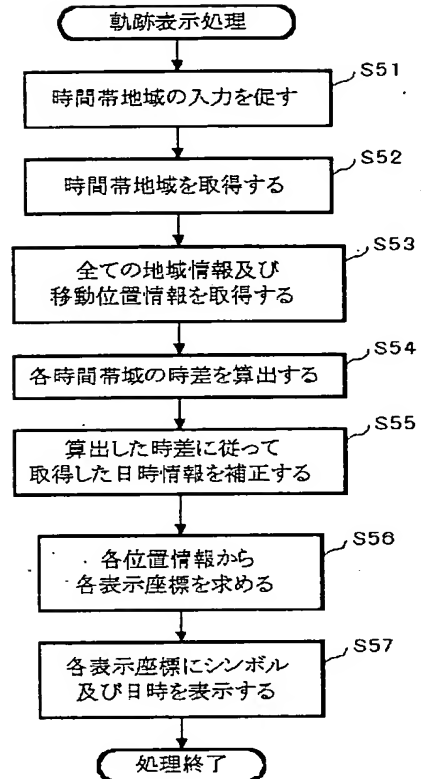 軌跡表示処理
S51
時間帯地域の入力を促す
S52
時間帯地域を取得する
S53
全ての地域情報及び
移動位置情報を取得する
S54
各時間帯域の時差を算出する
S55
算出した時差に従って
取得した日時情報を補正する
S56
各位置情報から
各表示座標を求める
S57
各表示座標にシンボル
及び日時を表示する
処理終了